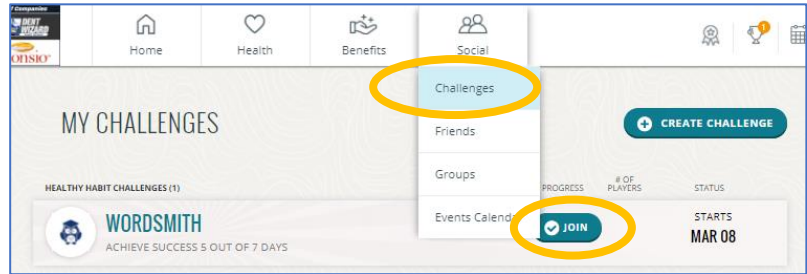 Companies
DENT
WIZARD
onsio
Home
Health
Benefits
Social
1
Challenges
Friends
Groups
Events Calend
MY CHALLENGES
CREATE CHALLENGE
HEALTHY HABIT CHALLENGES (1)
PROGRESS
# OF
PLAYERS
STATUS
WORDSMITH
ACHIEVE SUCCESS 5 OUT OF 7 DAYS
JOIN
STARTS
MAR 08